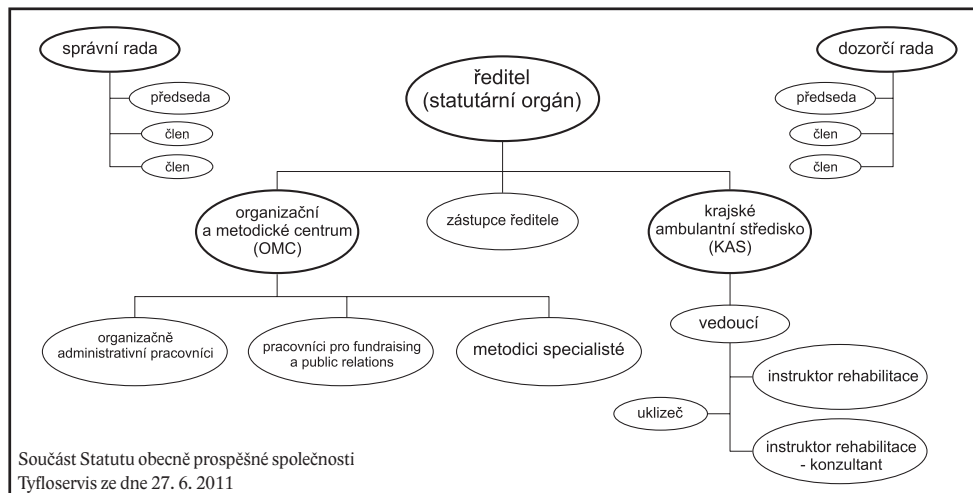 správní rada
předseda
člen
člen
ředitel
(statutární orgán)
dozorčí rada
předseda
člen
člen
organizační
a metodické centrum
(OMC)
zástupce ředitele
krajské
ambulantní středisko
(KAS)
organizačně
administrativní pracovníci
pracovníci pro fundraising
a public relations
metodici specialisté
vedoucí
instruktor rehabilitace
uklizeč
instruktor rehabilitace
- konzultant
Součást Statutu obecně prospěšné společnosti
Tyfloservis ze dne 27. 6. 2011